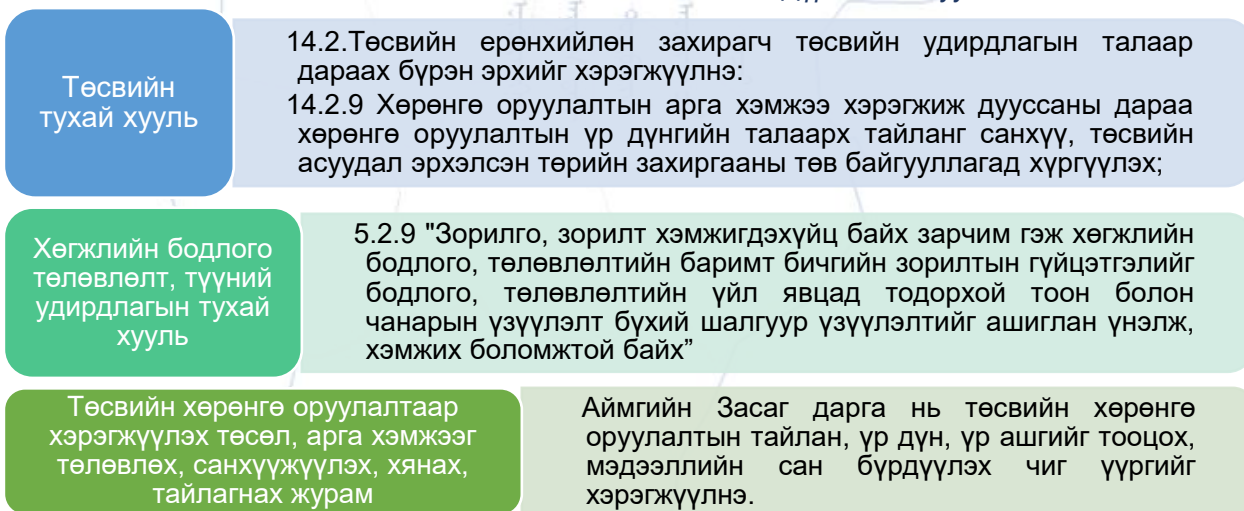 Төсвийн
тухай хууль
14.2.Төсвийн ерөнхийлөн захирагч төсвийн удирдлагын талаар
дараах бүрэн эрхийг хэрэгжүүлнэ:
14.2.9 Хөрөнгө оруулалтын арга хэмжээ хэрэгжиж дууссаны дараа
хөрөнгө оруулалтын үр дүнгийн талаарх тайланг санхүү, төсвийн
асуудал эрхэлсэн төрийн захиргааны төв байгууллагад хүргүүлэх;
Хөгжлийн бодлого
төлөвлөлт, түүний
удирдлагын тухай
хууль
5.2.9 "Зорилго, зорилт хэмжигдэхүйц байх зарчим гэж хөгжлийн
бодлого, төлөвлөлтийн баримт бичгийн зорилтын гүйцэтгэлийг
бодлого, төлөвлөлтийн үйл явцад тодорхой тоон болон
чанарын үзүүлэлт бүхий шалгуур үзүүлэлтийг ашиглан үнэлж,
хэмжих боломжтой байх”
Төсвийн хөрөнгө оруулалтаар
хэрэгжүүлэх төсөл, арга хэмжээг
төлөвлөх, санхүүжүүлэх, хянах,
тайлагнах журам
Аймгийн Засаг дарга нь төсвийн хөрөнгө
оруулалтын тайлан, үр дүн, үр ашгийг тооцох,
мэдээллийн сан бүрдүүлэх чиг үүргийг
хэрэгжүүлнэ.